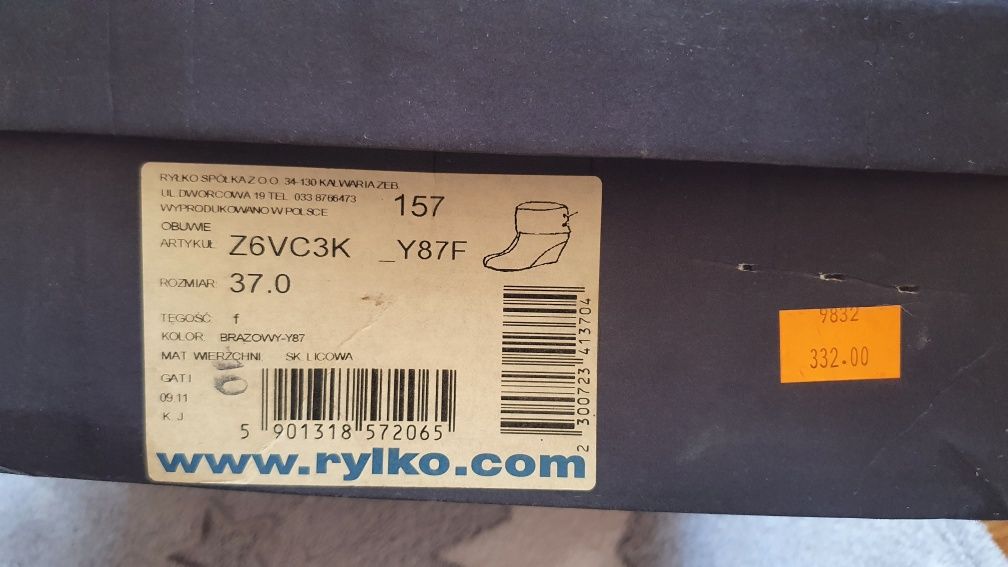 RYŁKO SPÓŁKA Z O.O. 34-130 KALWARIA ZEB.
UL. DWORCOWA 19 TEL. 033 8766473
WYPRODUKOWANO W POLSCE
157
OBUWIE
ARTYKUŁ Z6VC3K _Y87F
ROZMIAR 37.0
TĘGOŚĆ f
KOLOR BRAZOWY-Y87
MAT WIERZCHNI SK LICOWA
GAT I
09.11
K. J
5 901318 572065
2 300723 413704
www.rylko.com
9832
332.00